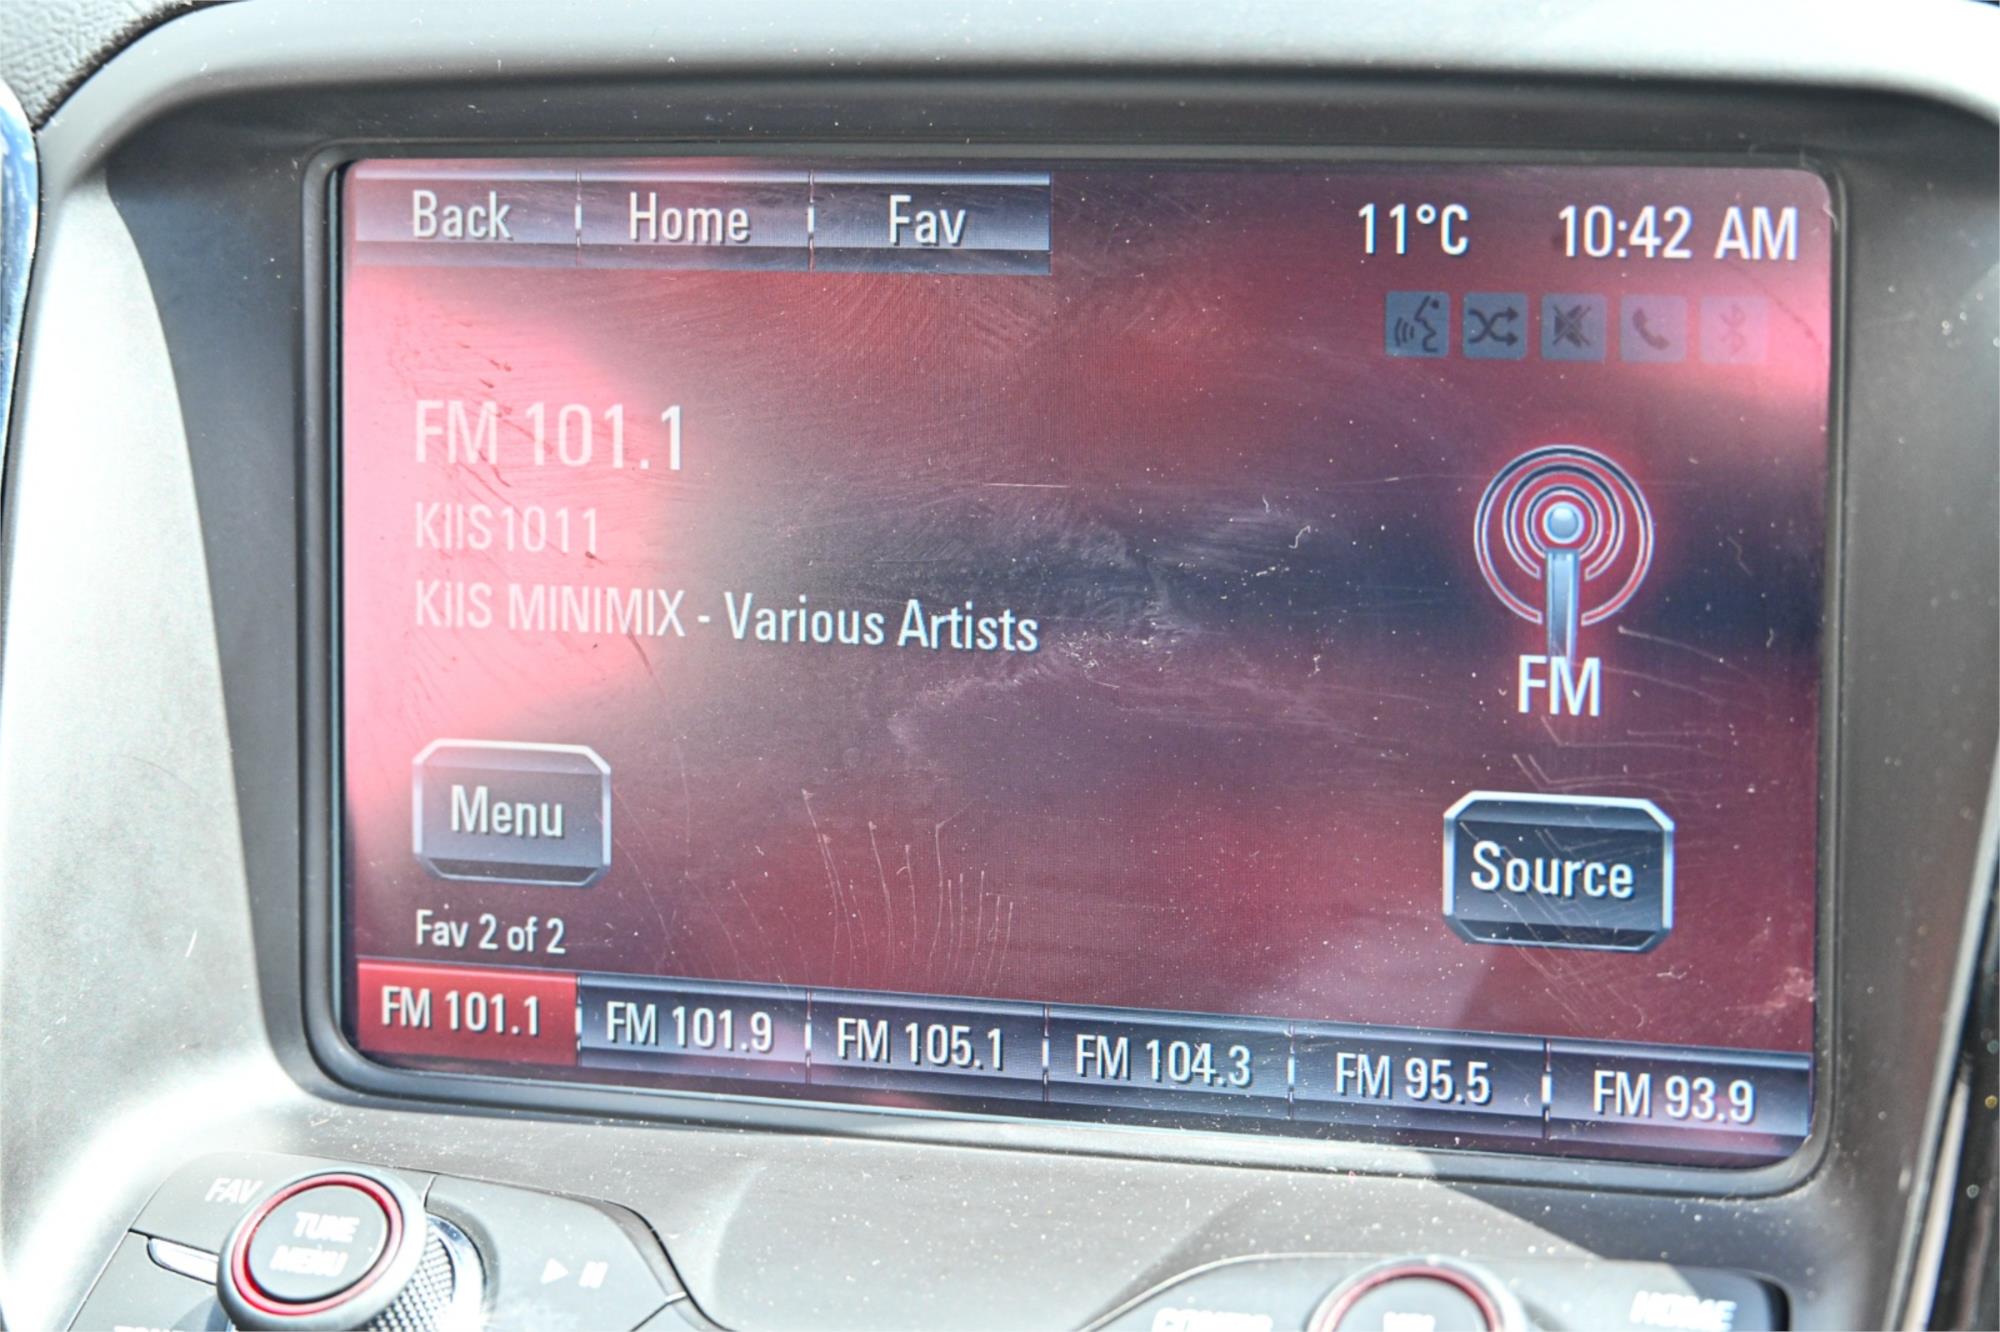 Back Home Fav 11°C 10:42 AM
FM 101.1
KIIS1011
KIIS MINIMIX - Various Artists
FM
Menu
Source
Fav 2 of 2
FM 101.1 FM 101.9 FM 105.1 FM 104.3 FM 95.5 FM 93.9
FAV
TUNE
MENU
HOME